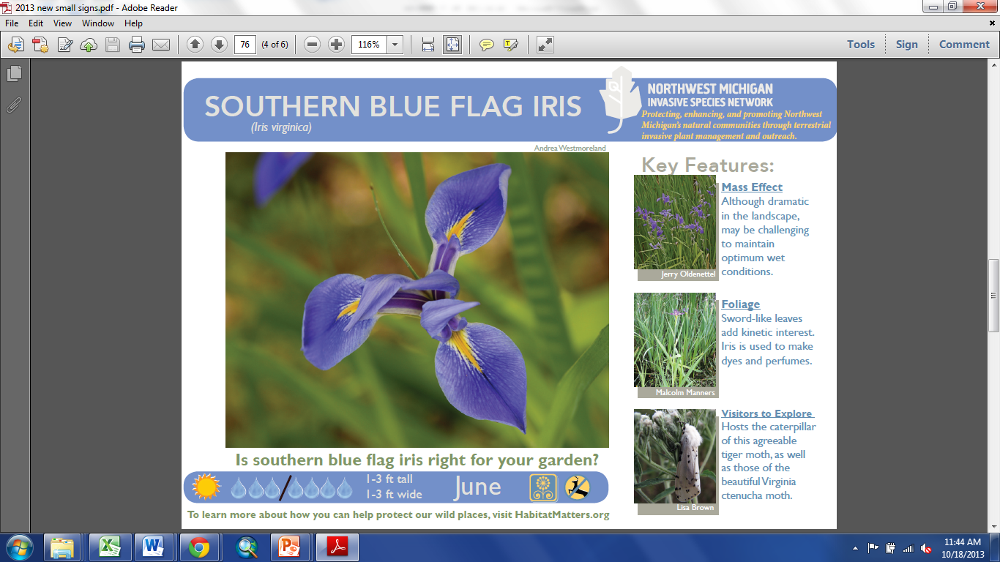 2013 new small signs.pdf - Adobe Reader
File Edit View Window Help
76 (4 of 6) 116% Tools Sign Comment
SOUTHERN BLUE FLAG IRIS
(Iris virginica)
NORTHWEST MICHIGAN
INVASIVE SPECIES NETWORK
Protecting, enhancing, and promoting Northwest
Michigan's natural communities through terrestrial
invasive plant management and outreach.
Andrea Westmoreland
Key Features:
Mass Effect
Although dramatic
in the landscape,
may be challenging
to maintain
optimum wet
conditions.
Jerry Oldenettel
Foliage
Sword-like leaves
add kinetic interest.
Iris is used to make
dyes and perfumes.
Malcolm Manners
Visitors to Explore
Hosts the caterpillar
of this agreeable
tiger moth, as well
as those of the
beautiful Virginia
ctenucha moth.
Lisa Brown
Is southern blue flag iris right for your garden?
1-3 ft tall
1-3 ft wide
June
To learn more about how you can help protect our wild places, visit HabitatMatters.org
11:44 AM
10/18/2013